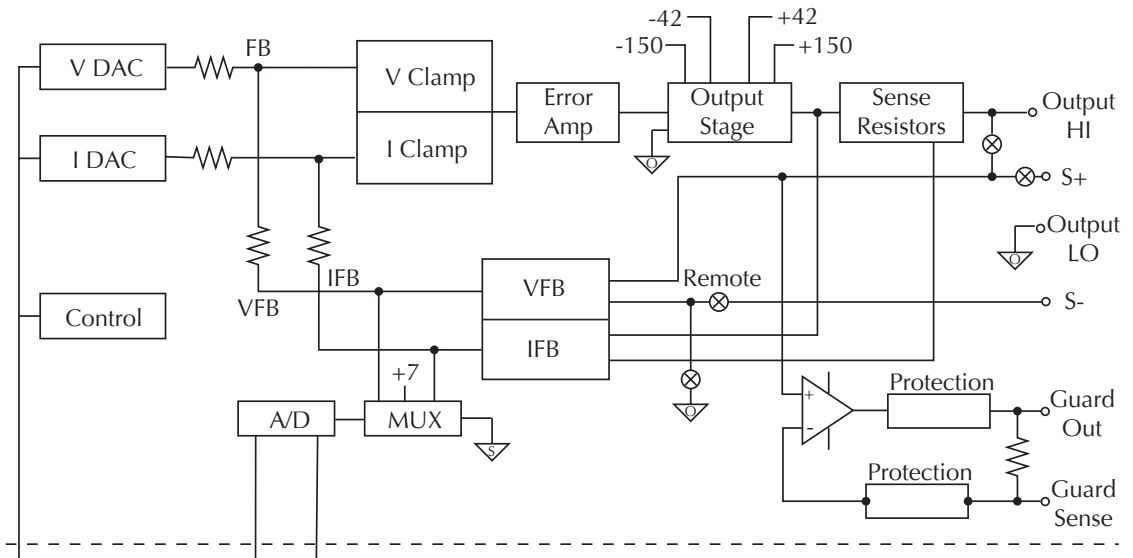 -42
+42
-150
+150
FB
V DAC
V Clamp
Error
Amp
Output
Stage
Sense
Resistors
Output
HI
I DAC
I Clamp
O
S+
Output
LO
O
IFB
VFB
VFB
Remote
S-
Control
IFB
+7
O
A/D
MUX
S
+
-
Protection
Guard
Out
Protection
Guard
Sense